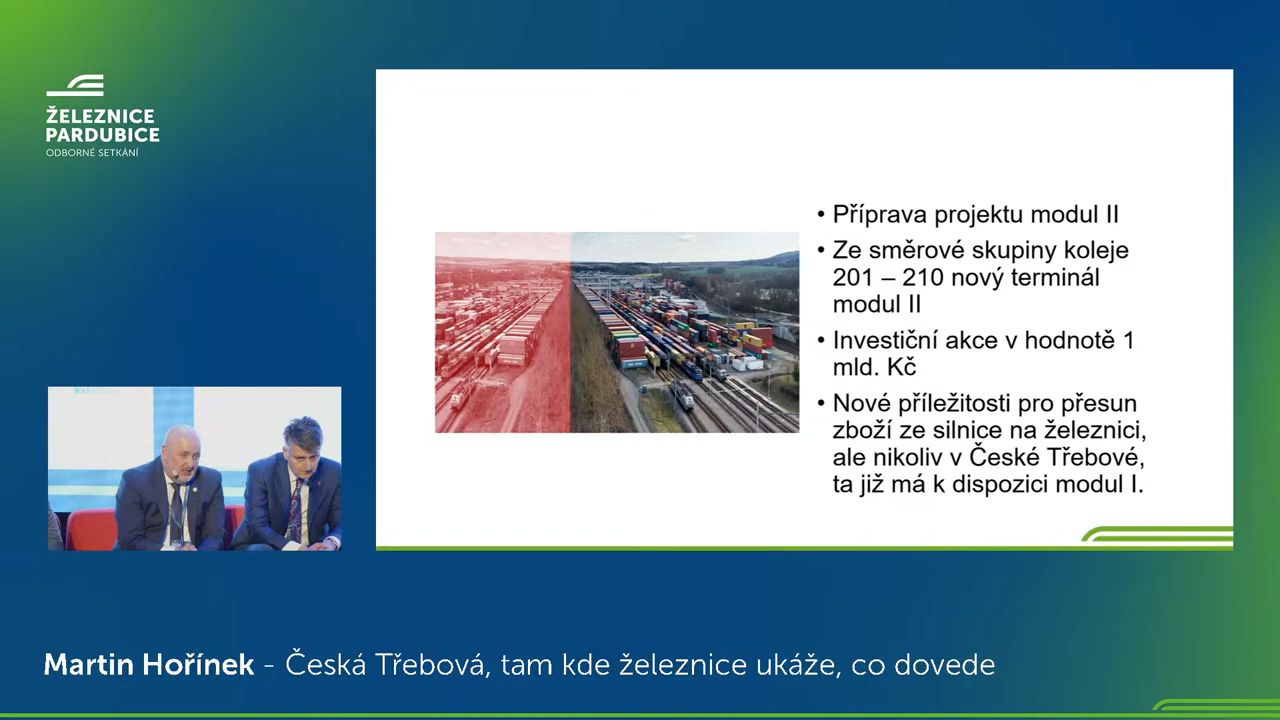 ŽELEZNICE
PARDUBICE
ODBORNÉ SETKÁNÍ
• Příprava projektu modul II
• Ze směrové skupiny koleje
201 – 210 nový terminál
modul II
• Investiční akce v hodnotě 1
mld. Kč
• Nové příležitosti pro přesun
zboží ze silnice na železnici,
ale nikoliv v České Třebové,
ta již má k dispozici modul I.
Martin Hořínek - Česká Třebová, tam kde železnice ukáže, co dovede